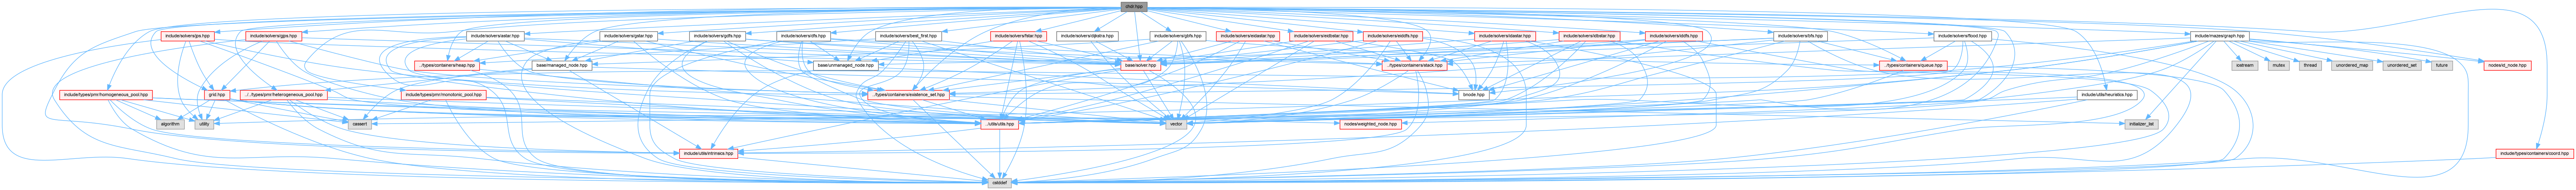 ohdl.hpp
include/solvers/jps.hpp
include/solvers/gjps.hpp
include/solvers/astar.hpp
include/solvers/gstar.hpp
include/solvers/gdfs.hpp
include/solvers/dfs.hpp
include/solvers/best_first.hpp
include/solvers/fstar.hpp
include/solvers/dijkstra.hpp
include/solvers/gbfs.hpp
include/solvers/eidastar.hpp
include/solvers/eidbstar.hpp
include/solvers/eiddfs.hpp
include/solvers/idastar.hpp
include/solvers/idbstar.hpp
include/solvers/iddfs.hpp
include/solvers/bfs.hpp
include/solvers/flood.hpp
include/mazes/graph.hpp
../types/containers/heap.hpp
base/managed_node.hpp
base/unmanaged_node.hpp
base/solver.hpp
../types/containers/stack.hpp
../types/containers/queue.hpp
iostream
mutex
thread
unordered_map
unordered_set
future
nodes/id_node.hpp
include/types/pmr/homogeneous_pool.hpp
grid.hpp
../../types/pmr/heterogeneous_pool.hpp
include/types/pmr/monotonic_pool.hpp
../types/containers/existence_set.hpp
bnode.hpp
include/utils/heuristics.hpp
algorithm
utility
cassert
vector
../utils/utils.hpp
nodes/weighted_node.hpp
initializer_list
include/utils/intrinsics.hpp
include/types/containers/coord.hpp
cstddef